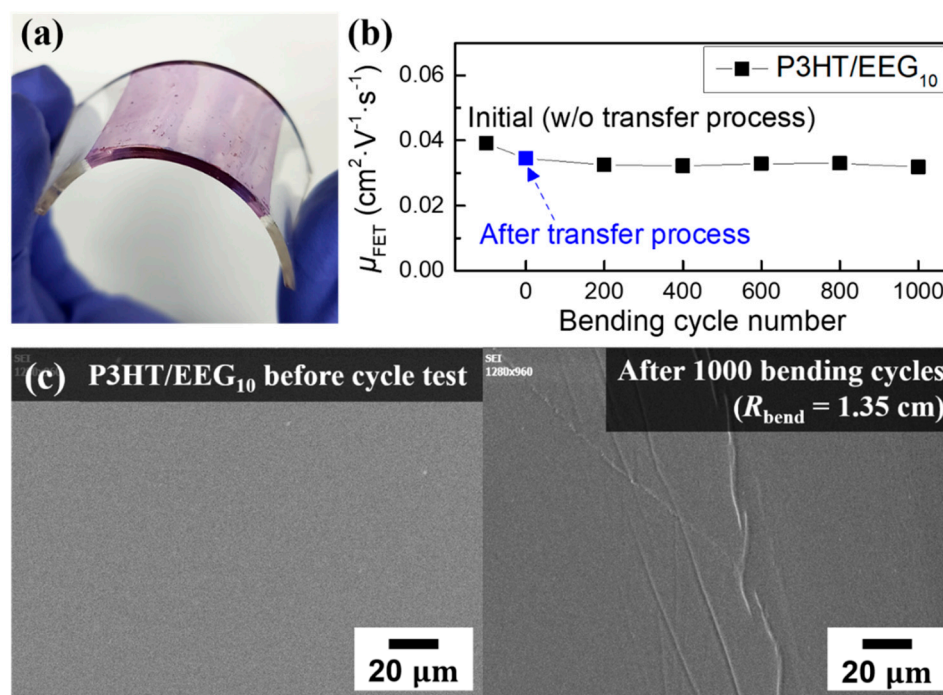 (a)
(b)
0.06
0.04
0.02
0.00
μFET (cm²·V⁻¹·s⁻¹)
P3HT/EEG₁₀
Initial (w/o transfer process)
After transfer process
0 200 400 600 800 1000
Bending cycle number
SEI
(c) P3HT/EEG₁₀ before cycle test
20 μm
SEI
1280x960
After 1000 bending cycles
(Rbend = 1.35 cm)
20 μm